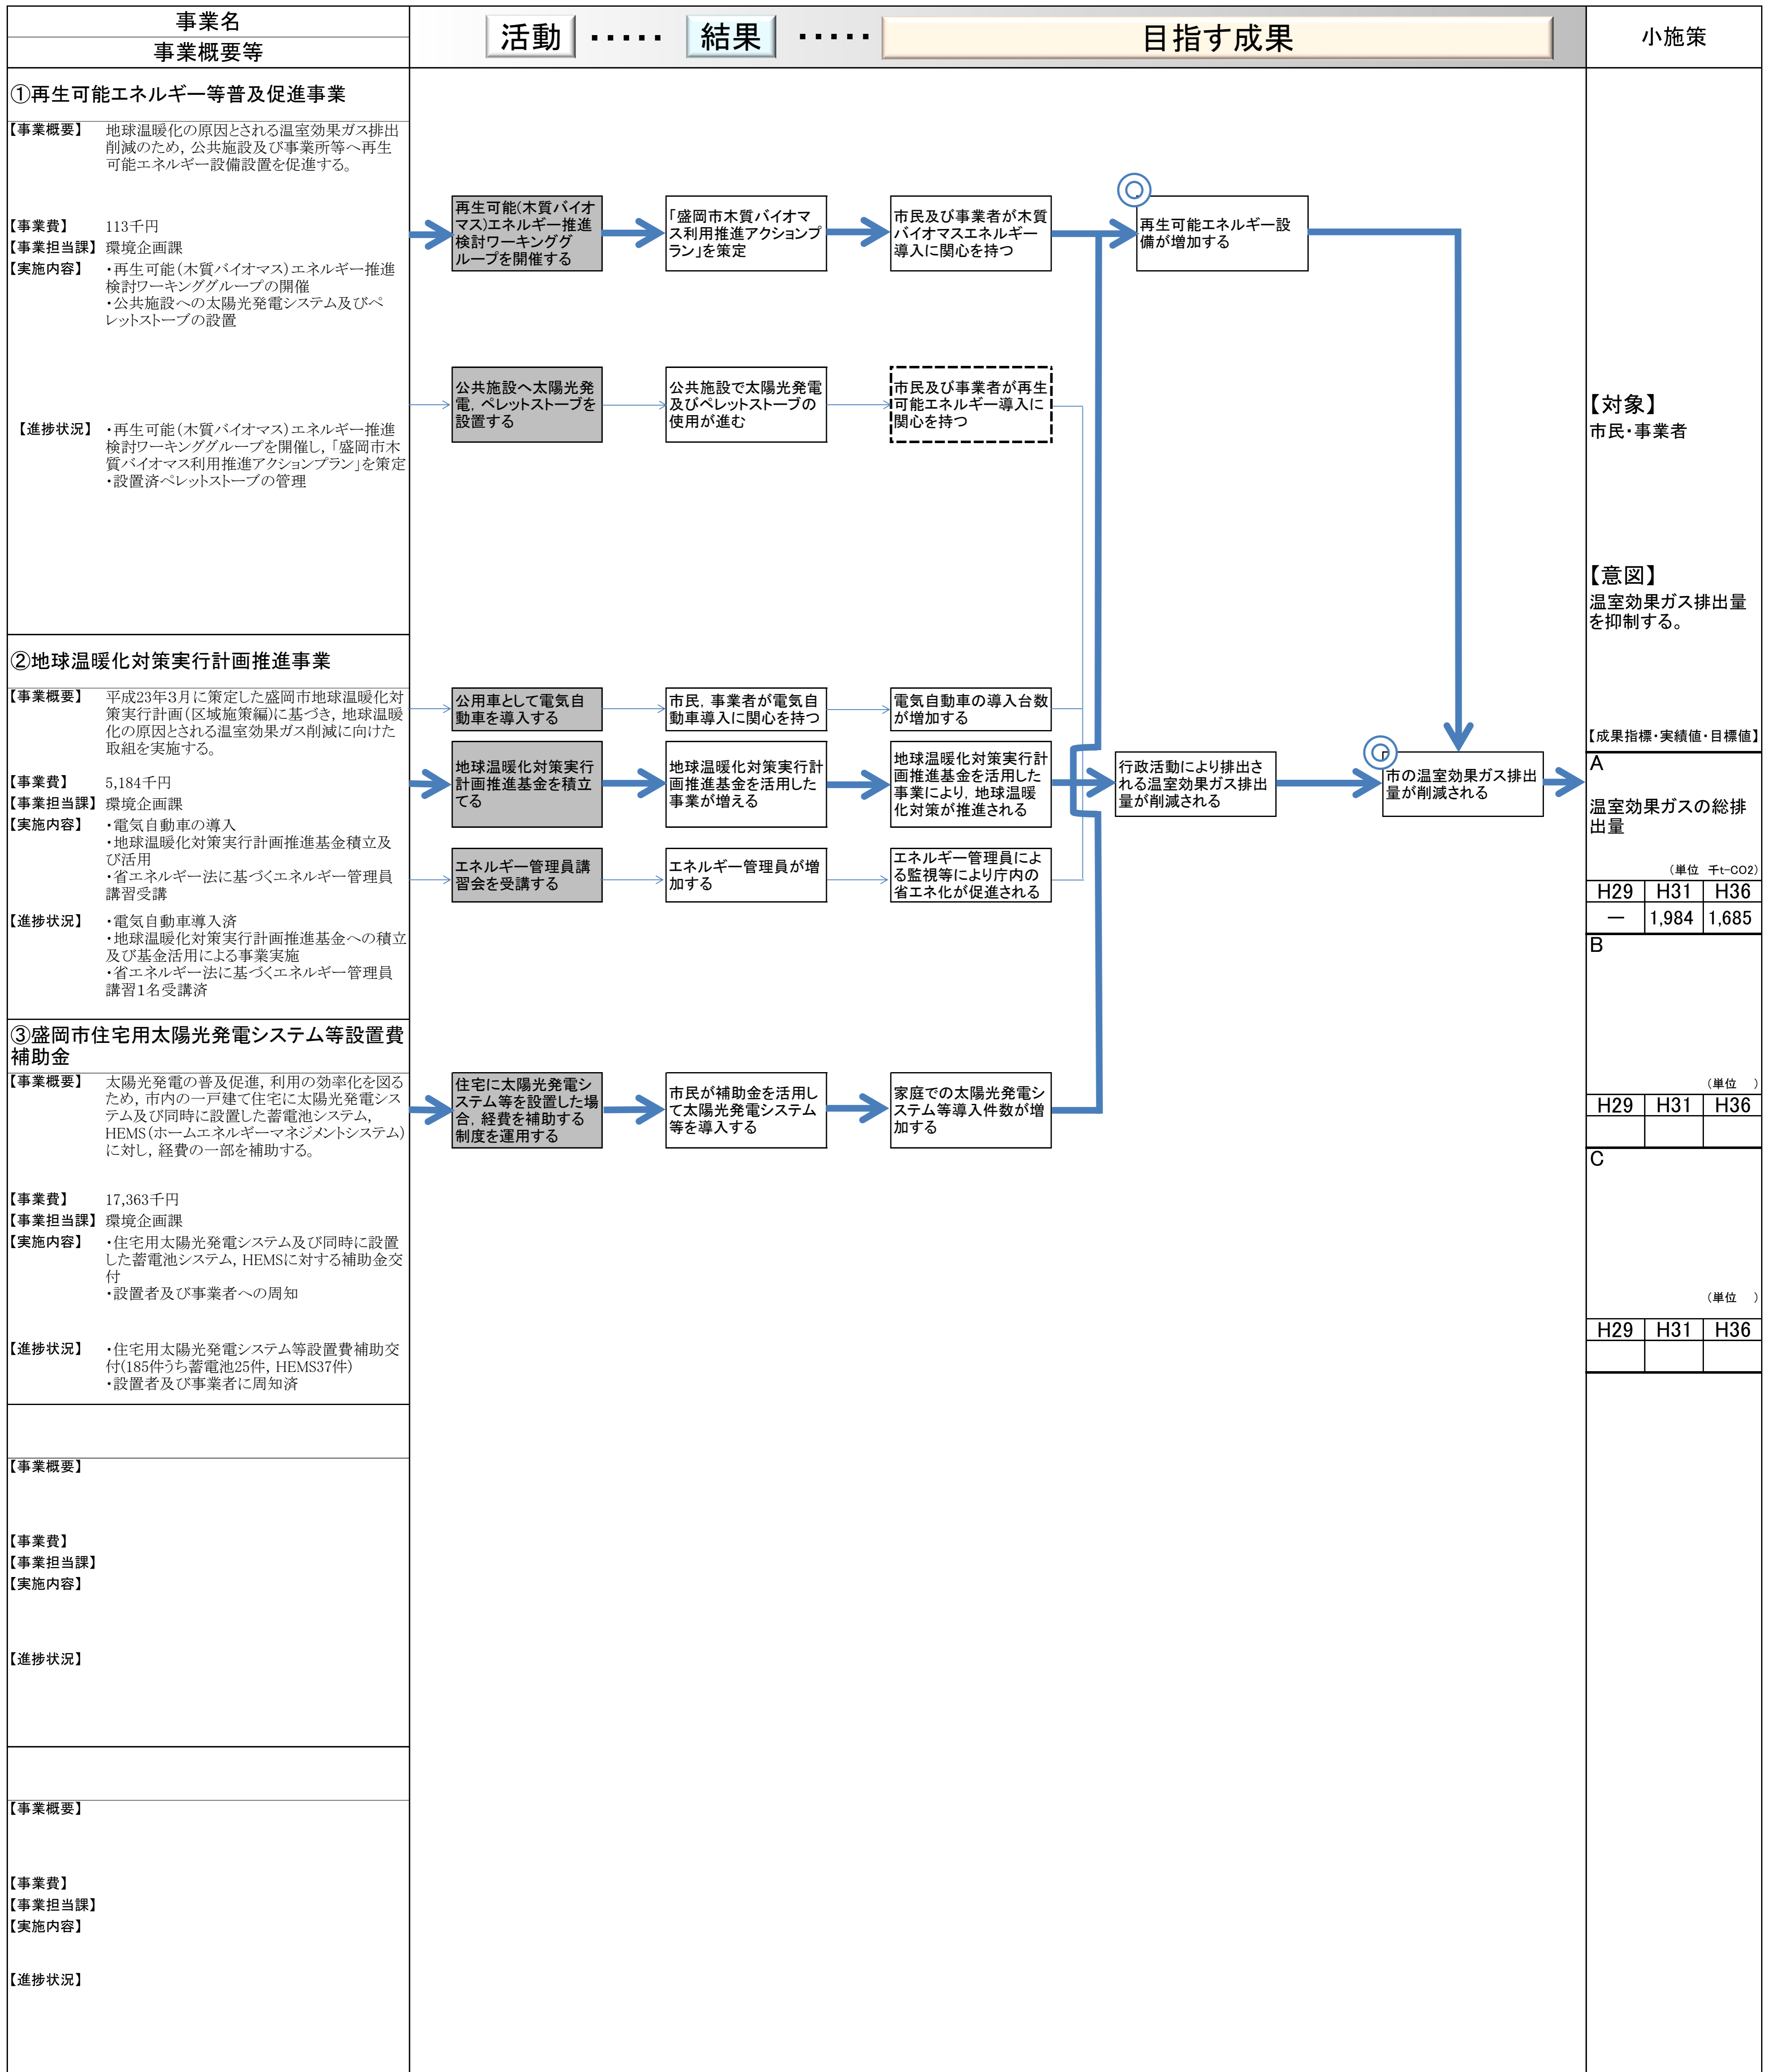 事業名
事業概要等
活動 ・・・・・ 結果 ・・・・・ 目指す成果
小施策
①再生可能エネルギー等普及促進事業
【事業概要】 地球温暖化の原因とされる温室効果ガス排出
削減のため，公共施設及び事業所等へ再生
可能エネルギー設備設置を促進する。
【事業費】 113千円
【事業担当課】 環境企画課
【実施内容】 ・再生可能（木質バイオマス）エネルギー推進
検討ワーキンググループの開催
・公共施設への太陽光発電システム及びペ
レットストーブの設置
【進捗状況】 ・再生可能（木質バイオマス）エネルギー推進
検討ワーキンググループを開催し，「盛岡市木
質バイオマス利用推進アクションプラン」を策定
・設置済ペレットストーブの管理
再生可能(木質バイオ
マス)エネルギー推進
検討ワーキンググ
ループを開催する
「盛岡市木質バイオマ
ス利用推進アクションプ
ラン」を策定
市民及び事業者が木質
バイオマスエネルギー
導入に関心を持つ
◎
再生可能エネルギー設
備が増加する
公共施設へ太陽光発
電，ペレットストーブを
設置する
公共施設で太陽光発電
及びペレットストーブの
使用が進む
市民及び事業者が再生
可能エネルギー導入に
関心を持つ
②地球温暖化対策実行計画推進事業
【事業概要】 平成23年3月に策定した盛岡市地球温暖化対
策実行計画（区域施策編）に基づき，地球温暖
化の原因とされる温室効果ガス削減に向けた
取組を実施する。
【事業費】 5,184千円
【事業担当課】 環境企画課
【実施内容】 ・電気自動車の導入
・地球温暖化対策実行計画推進基金積立及
び活用
・省エネルギー法に基づくエネルギー管理員
講習受講
【進捗状況】 ・電気自動車導入済
・地球温暖化対策実行計画推進基金への積立
及び基金活用による事業実施
・省エネルギー法に基づくエネルギー管理員
講習1名受講済
公用車として電気自
動車を導入する
市民，事業者が電気自
動車導入に関心を持つ
電気自動車の導入台数
が増加する
地球温暖化対策実行
計画推進基金を積立
てる
地球温暖化対策実行計
画推進基金を活用した
事業が増える
地球温暖化対策実行計
画推進基金を活用した
事業により，地球温暖
化対策が推進される
行政活動により排出さ
れる温室効果ガス排出
量が削減される
◎
市の温室効果ガス排出
量が削減される
エネルギー管理員講
習会を受講する
エネルギー管理員が増
加する
エネルギー管理員によ
る監視等により庁内の
省エネ化が促進される
③盛岡市住宅用太陽光発電システム等設置費
補助金
【事業概要】 太陽光発電の普及促進，利用の効率化を図る
ため，市内の一戸建て住宅に太陽光発電シス
テム及び同時に設置した蓄電池システム，
HEMS（ホームエネルギーマネジメントシステム）
に対し，経費の一部を補助する。
【事業費】 17,363千円
【事業担当課】 環境企画課
【実施内容】 ・住宅用太陽光発電システム及び同時に設置
した蓄電池システム，HEMSに対する補助金交
付
・設置者及び事業者への周知
【進捗状況】 ・住宅用太陽光発電システム等設置費補助交
付(185件うち蓄電池25件，HEMS37件)
・設置者及び事業者に周知済
住宅に太陽光発電シ
ステム等を設置した場
合，経費を補助する
制度を運用する
市民が補助金を活用し
て太陽光発電システム
等を導入する
家庭での太陽光発電シ
ステム等導入件数が増
加する
【事業概要】
【事業費】
【事業担当課】
【実施内容】
【進捗状況】
【事業概要】
【事業費】
【事業担当課】
【実施内容】
【進捗状況】
【対象】
市民・事業者
【意図】
温室効果ガス排出量
を抑制する。
【成果指標・実績値・目標値】
A
温室効果ガスの総排
出量
（単位 千t-CO2）
H29 H31 H36
― 1,984 1,685
B
（単位 ）
H29 H31 H36
C
（単位 ）
H29 H31 H36